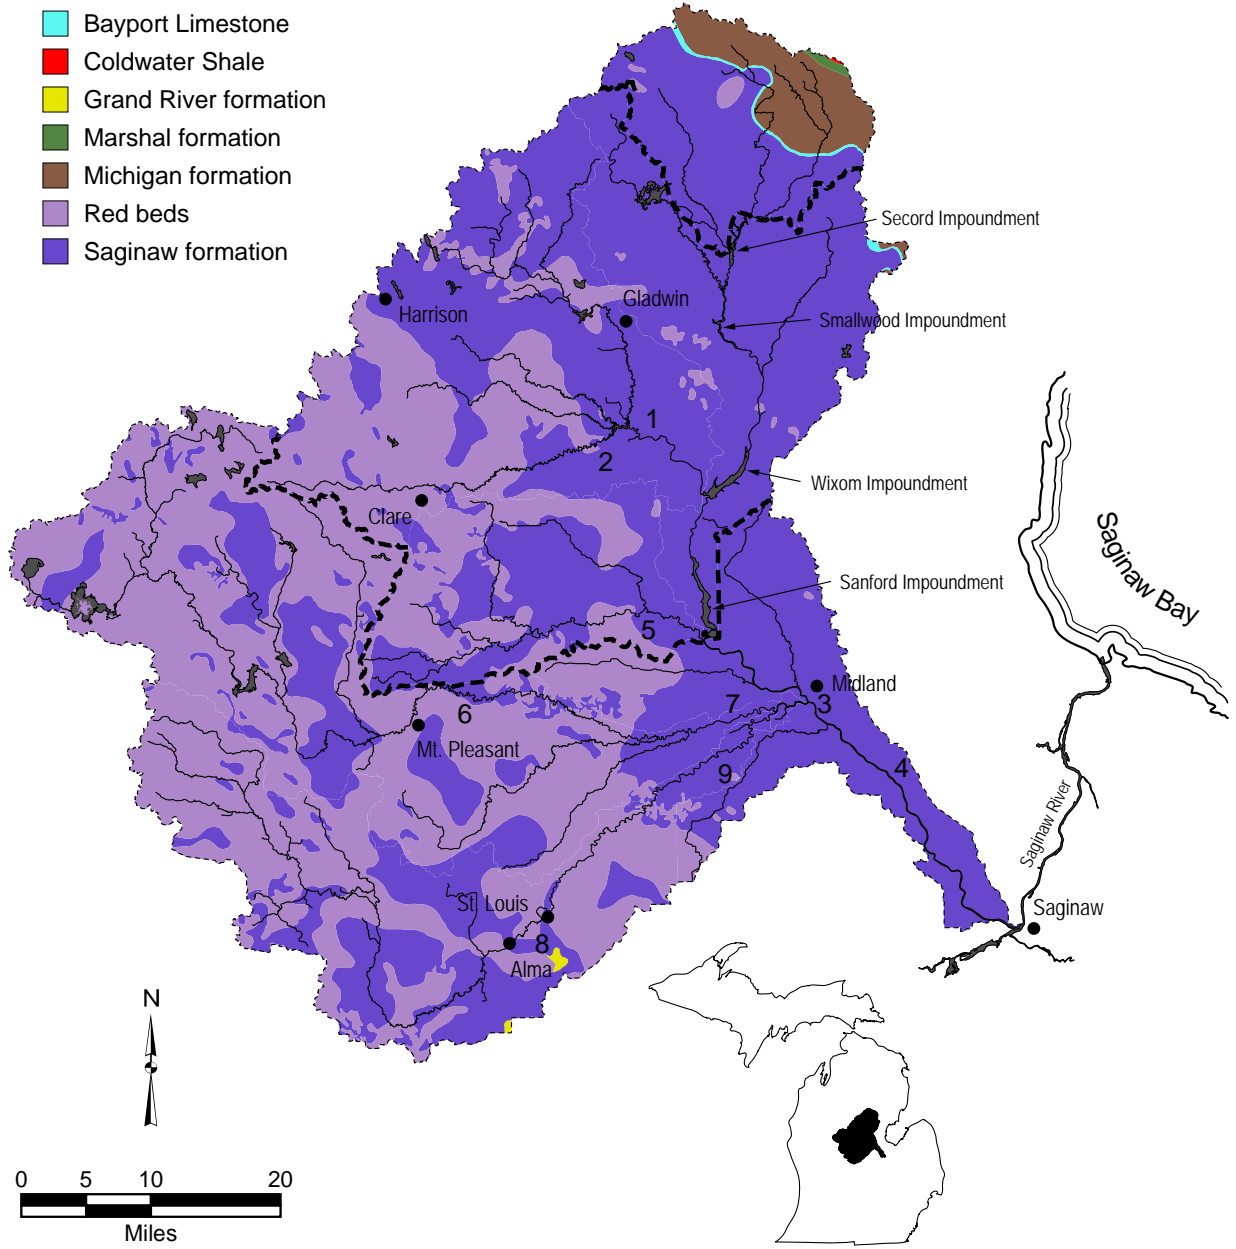 Bayport Limestone
Coldwater Shale
Grand River formation
Marshal formation
Michigan formation
Red beds
Saginaw formation
Secord Impoundment
Gladwin
Harrison
Smallwood Impoundment
1
2
Wixom Impoundment
Clare
Saginaw Bay
Sanford Impoundment
5
Midland
3
7
6
Mt. Pleasant
4
9
Saginaw River
St. Louis
Saginaw
8
Alma
N
0 5 10 20
Miles